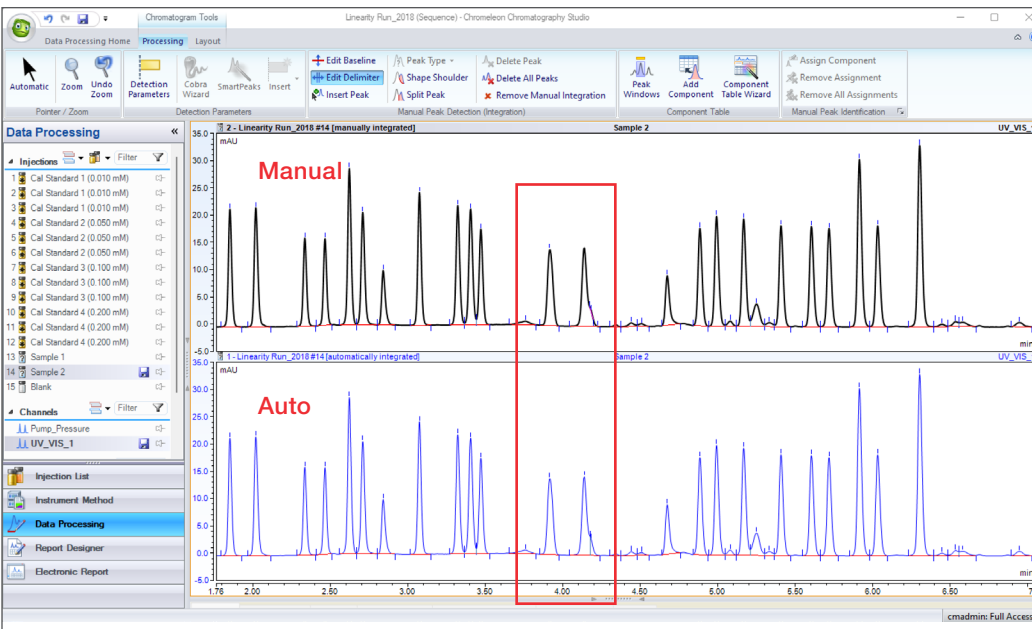 Chromatogram Tools
Linearity Run_2018 (Sequence) - Chromeleon Chromatography Studio
Data Processing Home Processing Layout
Automatic
Zoom
Undo Zoom
Detection Parameters
Cobra Wizard
SmartPeaks
Insert
Edit Baseline
Edit Delimiter
Insert Peak
Peak Type
Shape Shoulder
Split Peak
Delete Peak
Delete All Peaks
Remove Manual Integration
Peak Windows
Add Component
Component Table Wizard
Assign Component
Remove Assignment
Remove All Assignments
Pointer / Zoom
Detection Parameters
Manual Peak Detection (Integration)
Component Table
Manual Peak Identification
Data Processing «
Injections Filter
1 Cal Standard 1 (0.010 mM)
2 Cal Standard 1 (0.010 mM)
3 Cal Standard 1 (0.010 mM)
4 Cal Standard 2 (0.050 mM)
5 Cal Standard 2 (0.050 mM)
6 Cal Standard 2 (0.050 mM)
7 Cal Standard 3 (0.100 mM)
8 Cal Standard 3 (0.100 mM)
9 Cal Standard 3 (0.100 mM)
10 Cal Standard 4 (0.200 mM)
11 Cal Standard 4 (0.200 mM)
12 Cal Standard 4 (0.200 mM)
13 Sample 1
14 Sample 2
15 Blank
Channels Filter
Pump_Pressure
UV_VIS_1
Injection List
Instrument Method
Data Processing
Report Designer
Electronic Report
2 - Linearity Run_2018 #14 [manually integrated] Sample 2 UV_VIS_
mAU
Manual
35.0
30.0
25.0
20.0
15.0
10.0
5.0
0.0
-5.0
min
1 - Linearity Run_2018 #14 [automatically integrated] Sample 2 UV_VIS_
mAU
Auto
35.0
30.0
25.0
20.0
15.0
10.0
5.0
0.0
-5.0
min
1.76 2.00 2.50 3.00 3.50 4.00 4.50 5.00 5.50 6.00 6.50 7
cmadmin: Full Access